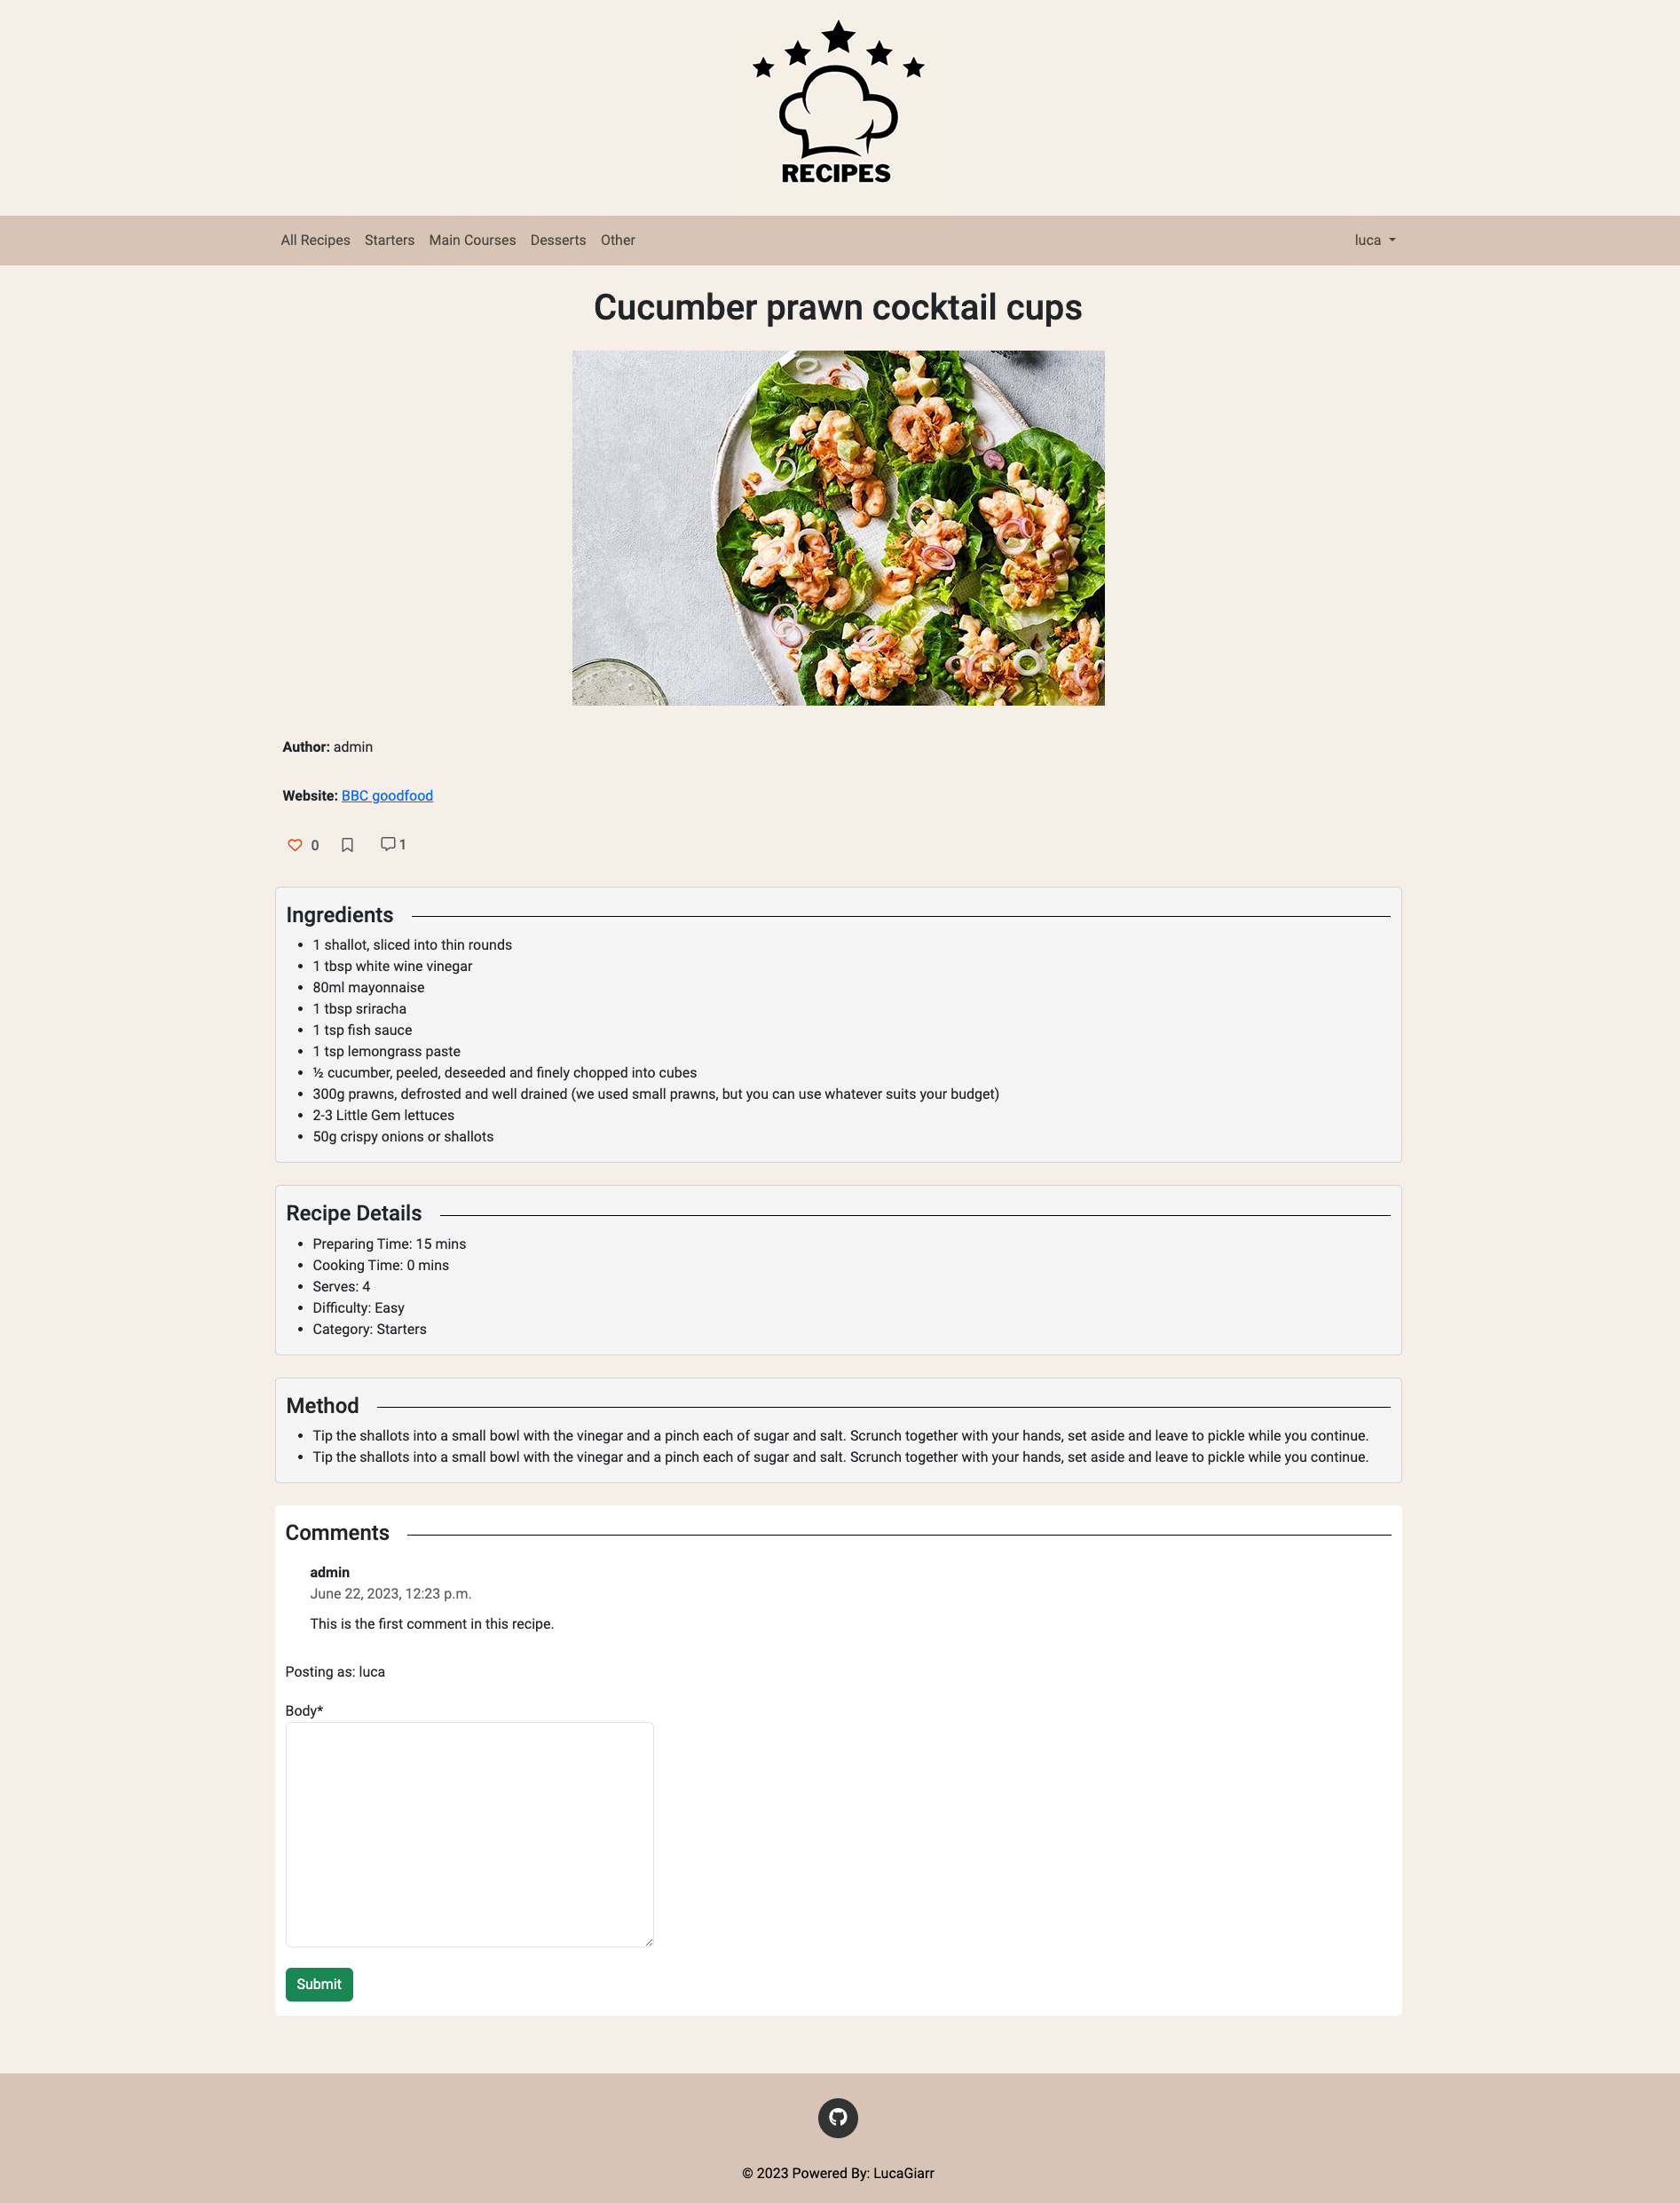 RECIPES
All Recipes Starters Main Courses Desserts Other luca
Cucumber prawn cocktail cups
Author: admin
Website: BBC goodfood
0 1
Ingredients
1 shallot, sliced into thin rounds
1 tbsp white wine vinegar
80ml mayonnaise
1 tbsp sriracha
1 tsp fish sauce
1 tsp lemongrass paste
½ cucumber, peeled, deseeded and finely chopped into cubes
300g prawns, defrosted and well drained (we used small prawns, but you can use whatever suits your budget)
2-3 Little Gem lettuces
50g crispy onions or shallots
Recipe Details
Preparing Time: 15 mins
Cooking Time: 0 mins
Serves: 4
Difficulty: Easy
Category: Starters
Method
Tip the shallots into a small bowl with the vinegar and a pinch each of sugar and salt. Scrunch together with your hands, set aside and leave to pickle while you continue.
Tip the shallots into a small bowl with the vinegar and a pinch each of sugar and salt. Scrunch together with your hands, set aside and leave to pickle while you continue.
Comments
admin
June 22, 2023, 12:23 p.m.
This is the first comment in this recipe.
Posting as: luca
Body*
Submit
© 2023 Powered By: LucaGiarr